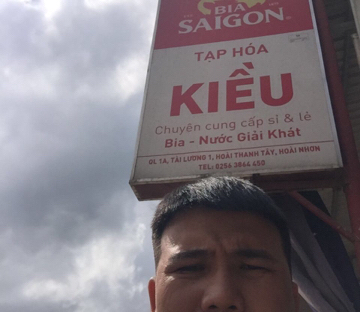 BIA
SAIGON
TẠP HÓA
KIỀU
Chuyên cung cấp sỉ & lẻ
Bia - Nước Giải Khát
QL 1A, TÀI LƯƠNG 1, HOÀI THANH TÂY, HOÀI NHƠN
TEL: 0256 3864 450